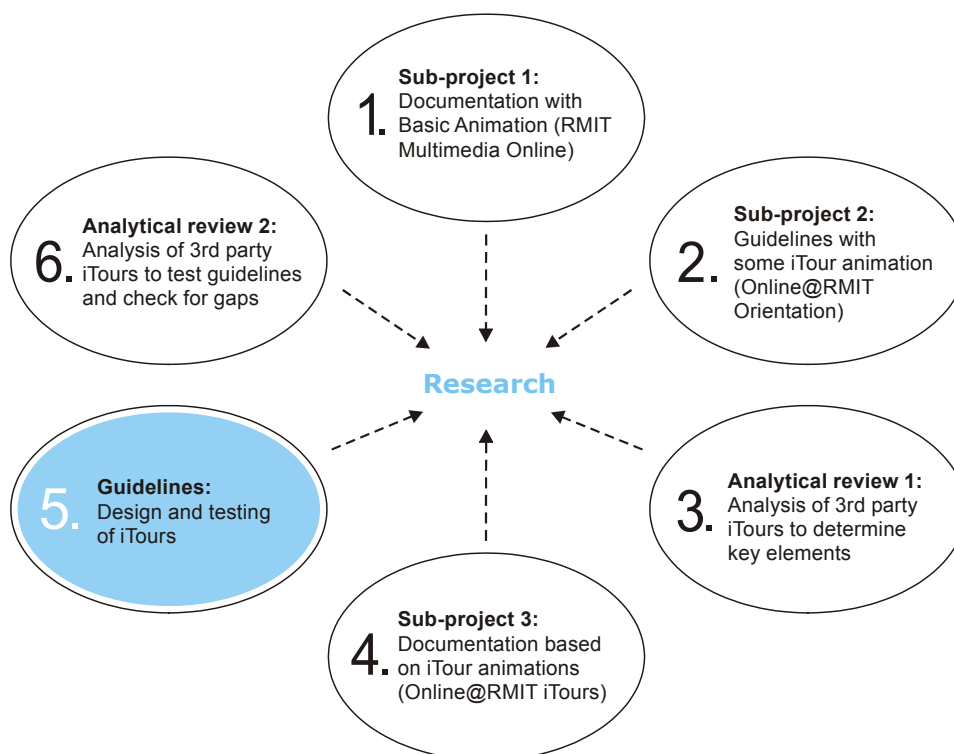 1.
Sub-project 1:
Documentation with
Basic Animation (RMIT
Multimedia Online)
2.
Sub-project 2:
Guidelines with
some iTour animation
(Online@RMIT
Orientation)
3.
Analytical review 1:
Analysis of 3rd party
iTours to determine
key elements
4.
Sub-project 3:
Documentation based
on iTour animations
(Online@RMIT iTours)
5.
Guidelines:
Design and testing
of iTours
6.
Analytical review 2:
Analysis of 3rd party
iTours to test guidelines
and check for gaps
Research